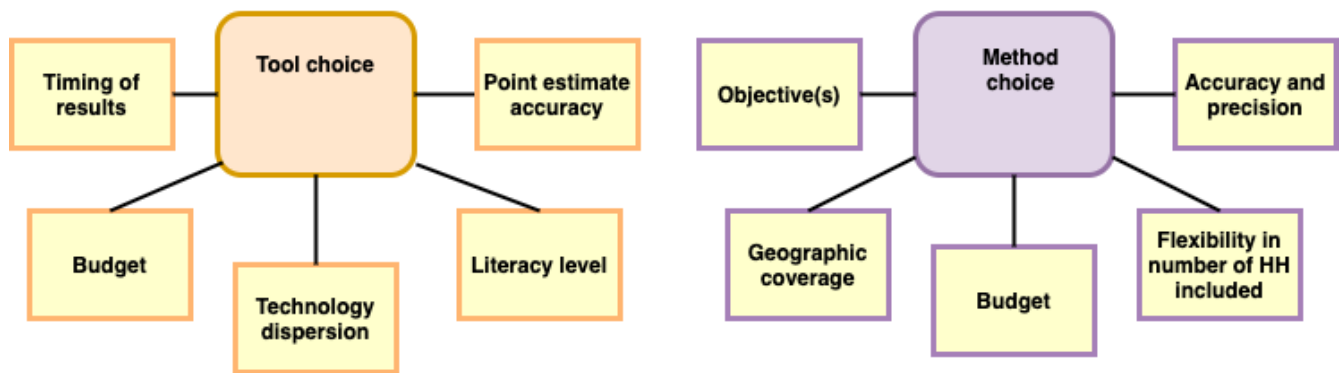 Tool choice
Timing of
results
Point estimate
accuracy
Budget
Technology
dispersion
Literacy level
Method
choice
Objective(s)
Accuracy and
precision
Geographic
coverage
Budget
Flexibility in
number of HH
included